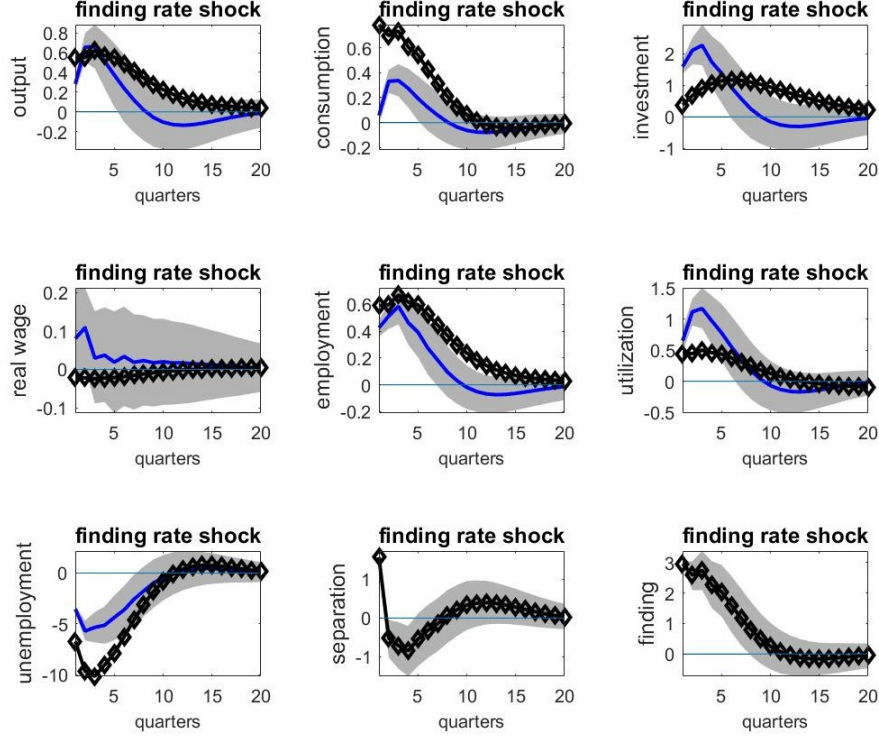 finding rate shock
output
0.8
0.6
0.4
0.2
0
-0.2
5 10 15 20
quarters
finding rate shock
consumption
0.6
0.4
0.2
0
-0.2
5 10 15 20
quarters
finding rate shock
investment
2
1
0
-1
5 10 15 20
quarters
finding rate shock
real wage
0.2
0.1
0
-0.1
5 10 15 20
quarters
finding rate shock
employment
0.6
0.4
0.2
0
-0.2
5 10 15 20
quarters
finding rate shock
utilization
1.5
1
0.5
0
-0.5
5 10 15 20
quarters
finding rate shock
unemployment
0
-5
-10
5 10 15 20
quarters
finding rate shock
separation
1
0
-1
5 10 15 20
quarters
finding rate shock
finding
3
2
1
0
5 10 15 20
quarters